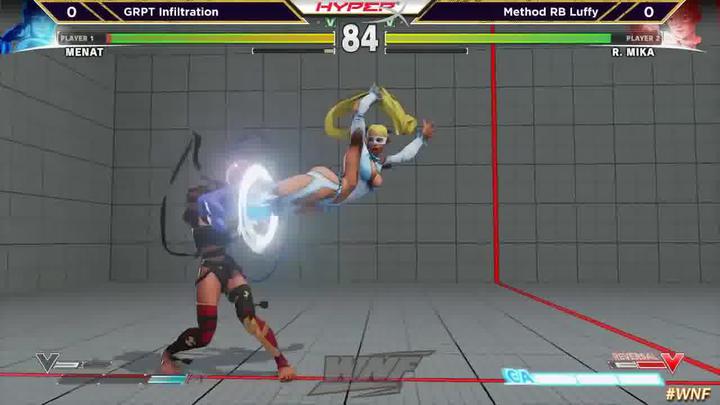 0 GRPT Infiltration HYPER Method RB Luffy 0
PLAYER 1 84 PLAYER 2
MENAT R. MIKA
WNF
V REVERSAL V
CA
#WNF